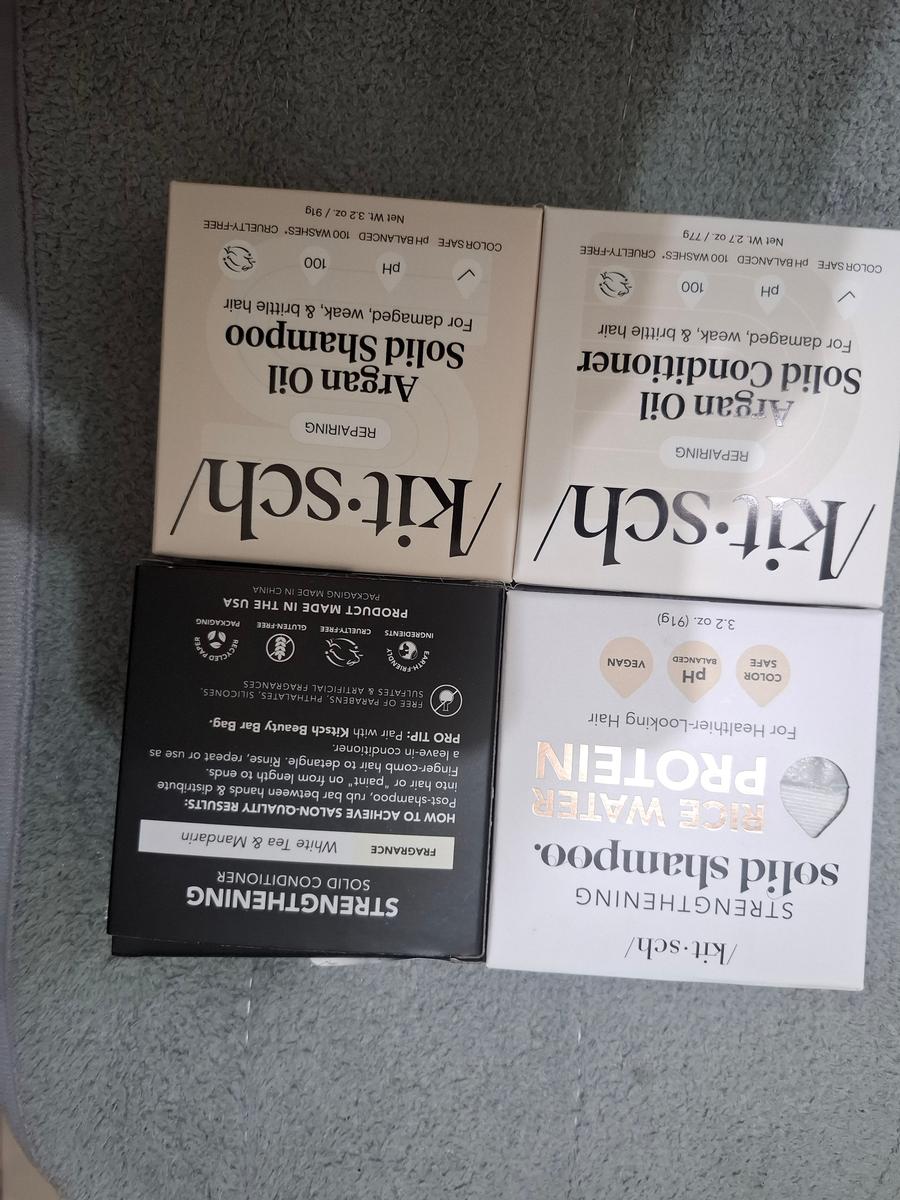 /kit·sch/
STRENGTHENING
solid shampoo.
RICE WATER
PROTEIN
For Healthier-Looking Hair
COLOR
SAFE
pH
BALANCED
VEGAN
3.2 oz. (91g)
STRENGTHENING
SOLID CONDITIONER
FRAGRANCE
White Tea & Mandarin
HOW TO ACHIEVE SALON-QUALITY RESULTS:
Post-shampoo, rub bar between hands & distribute
into hair or "paint" on from length to ends.
Finger-comb hair to detangle. Rinse, repeat or use as
a leave-in conditioner.
PRO TIP: Pair with Kitsch Beauty Bar Bag.
FREE OF PARABENS, PHTHALATES, SILICONES,
SULFATES & ARTIFICIAL FRAGRANCES
EARTH-FRIENDLY
INGREDIENTS
CRUELTY-FREE
GLUTEN-FREE
RECYCLED PAPER
PACKAGING
PRODUCT MADE IN THE USA
PACKAGING MADE IN CHINA
/kit·sch/
REPAIRING
Argan Oil
Solid Conditioner
For damaged, weak & brittle hair
pH
100
COLOR SAFE
pH BALANCED
100 WASHES*
CRUELTY-FREE
Net Wt. 2.7 oz / 77g
/kit·sch/
REPAIRING
Argan Oil
Solid Shampoo
For damaged, weak & brittle hair
pH
100
COLOR SAFE
pH BALANCED
100 WASHES*
CRUELTY-FREE
Net Wt. 3.2 oz / 91g